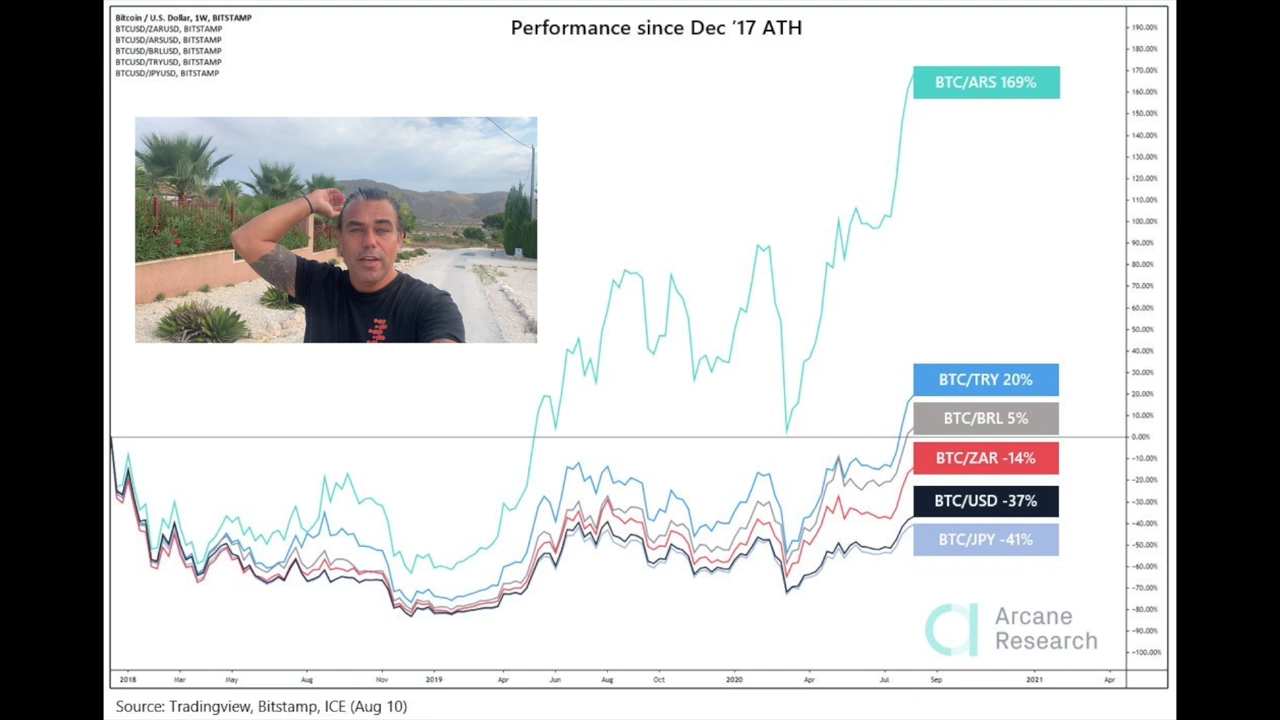 Bitcoin / U.S. Dollar, 1W, BITSTAMP
BTCUSD/ZARUSD, BITSTAMP
BTCUSD/ARSUSD, BITSTAMP
BTCUSD/BRLUSD, BITSTAMP
BTCUSD/TRYUSD, BITSTAMP
BTCUSD/JPYUSD, BITSTAMP
Performance since Dec '17 ATH
190.00%
180.00%
170.00%
BTC/ARS 169%
160.00%
150.00%
140.00%
130.00%
120.00%
110.00%
100.00%
90.00%
80.00%
70.00%
60.00%
50.00%
40.00%
30.00%
BTC/TRY 20%
20.00%
10.00%
BTC/BRL 5%
0.00%
BTC/ZAR -14%
-10.00%
-20.00%
BTC/USD -37%
-30.00%
-40.00%
BTC/JPY -41%
-50.00%
-60.00%
-70.00%
-80.00%
-90.00%
-100.00%
Arcane
Research
2018 Mar May Aug Nov 2019 Apr Jun Aug Oct 2020 Apr Jul Sep 2021 Apr
Source: Tradingview, Bitstamp, ICE (Aug 10)